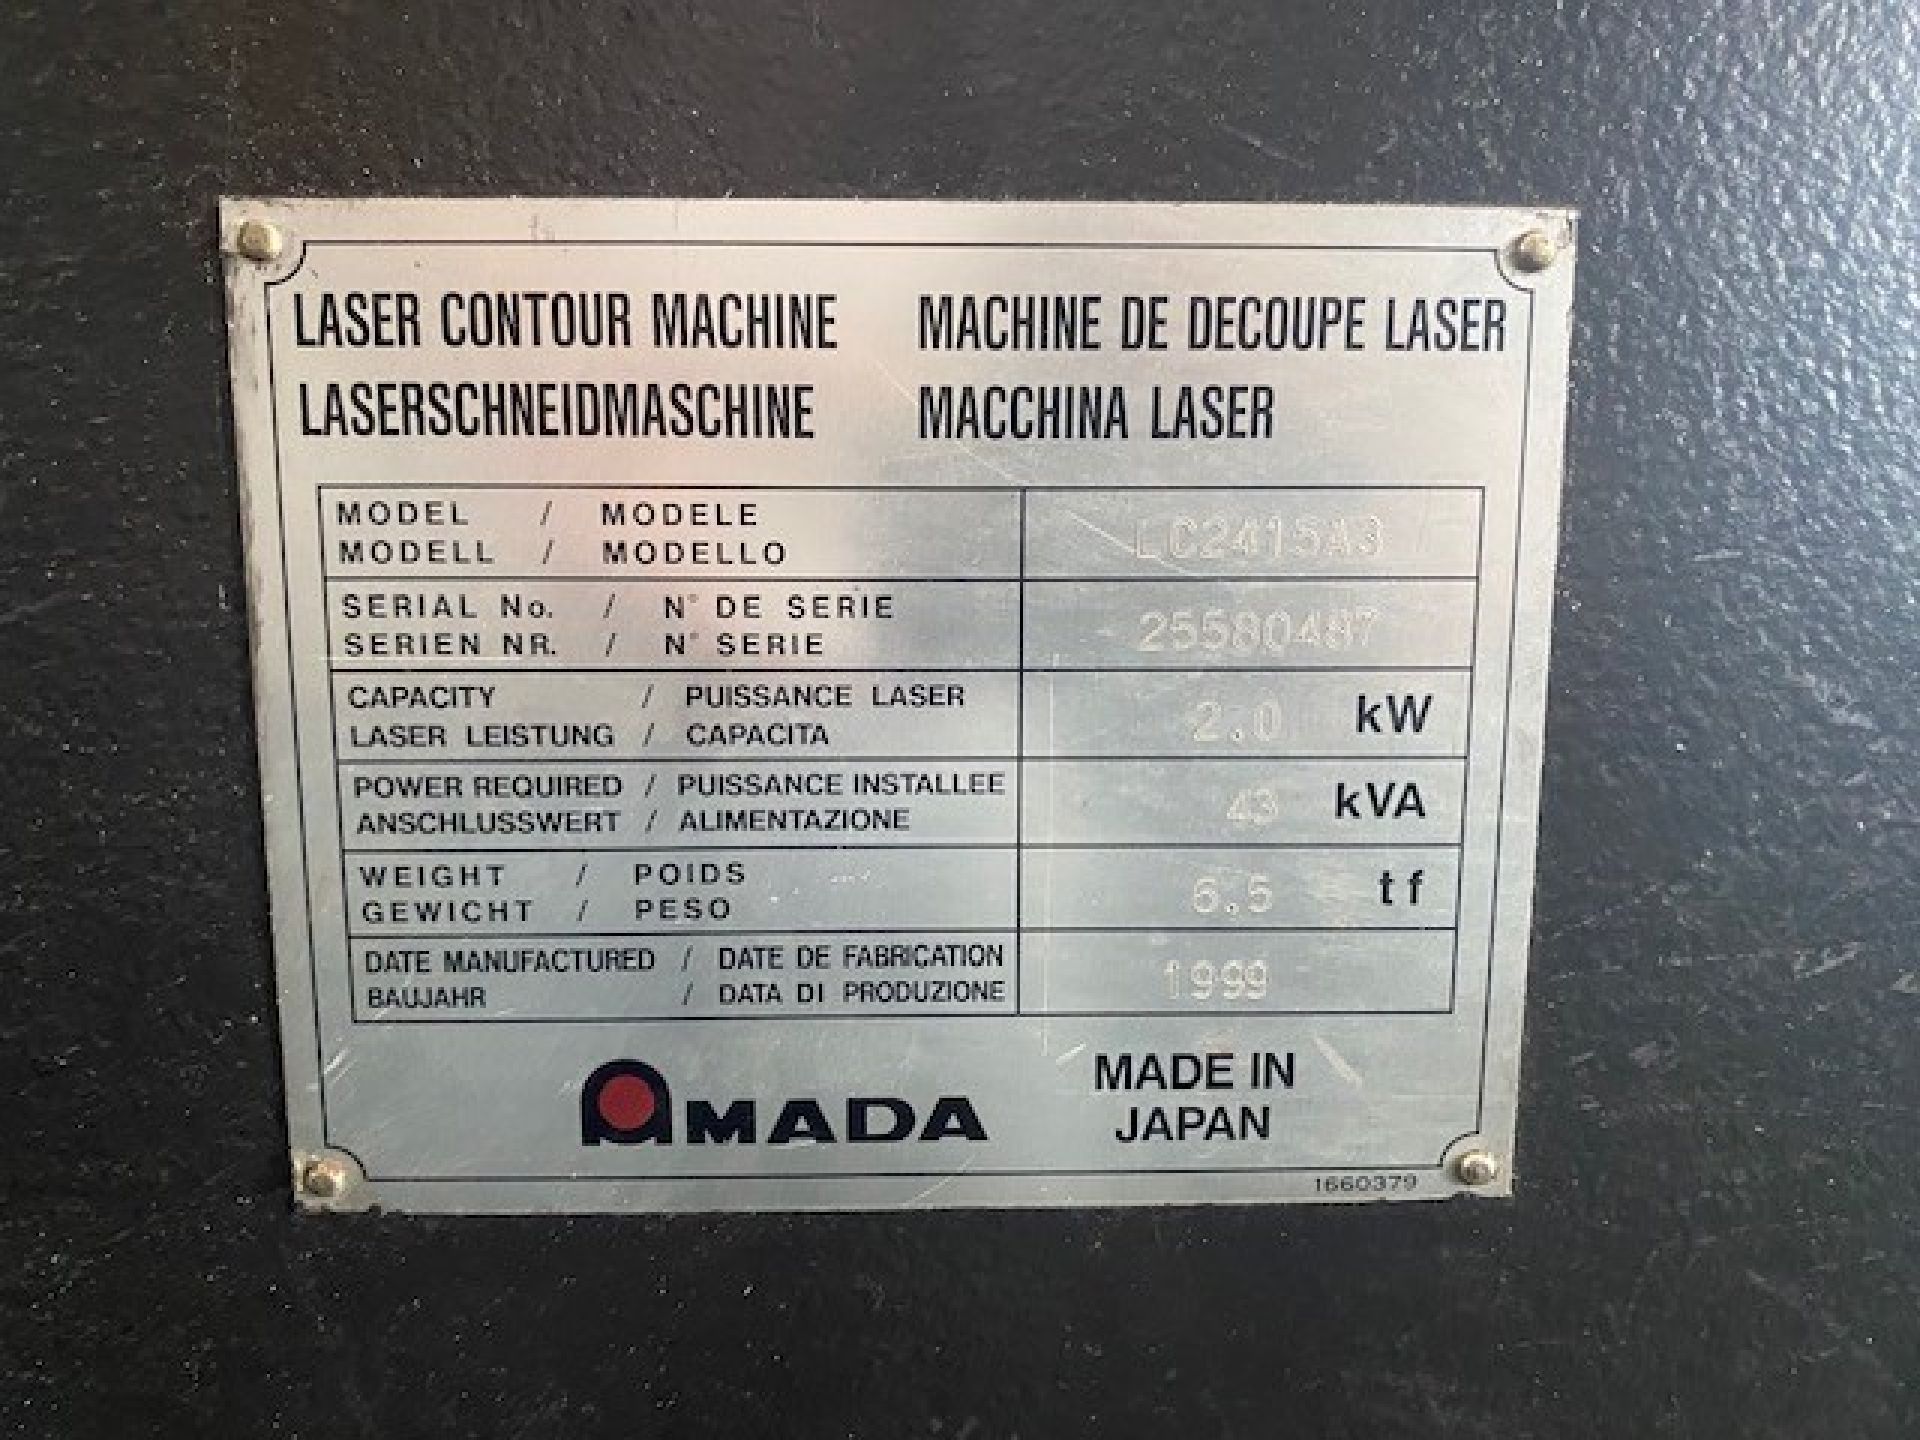 LASER CONTOUR MACHINE MACHINE DE DECOUPE LASER
LASERSCHNEIDMASCHINE MACCHINA LASER
MODEL / MODELE
MODELL / MODELLO
LC2415A3
SERIAL No. / N° DE SERIE
SERIEN NR. / N° SERIE
25580487
CAPACITY / PUISSANCE LASER
LASER LEISTUNG / CAPACITA
2.0 kW
POWER REQUIRED / PUISSANCE INSTALLEE
ANSCHLUSSWERT / ALIMENTAZIONE
43 kVA
WEIGHT / POIDS
GEWICHT / PESO
6.5 tf
DATE MANUFACTURED / DATE DE FABRICATION
BAUJAHR / DATA DI PRODUZIONE
1999
AMADA
MADE IN
JAPAN
1660379